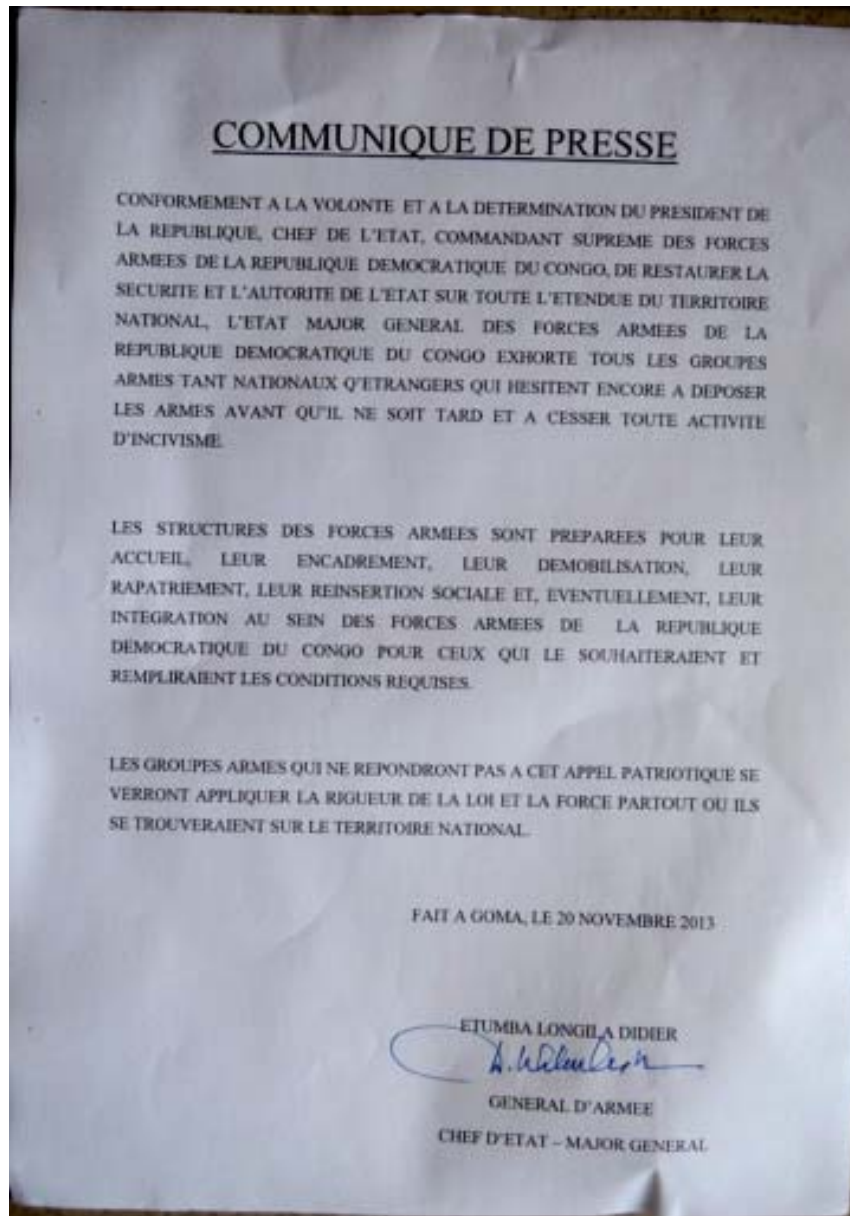 COMMUNIQUE DE PRESSE
CONFORMEMENT A LA VOLONTE ET A LA DETERMINATION DU PRESIDENT DE
LA REPUBLIQUE, CHEF DE L'ETAT, COMMANDANT SUPREME DES FORCES
ARMEES DE LA REPUBLIQUE DEMOCRATIQUE DU CONGO, DE RESTAURER LA
SECURITE ET L'AUTORITE DE L'ETAT SUR TOUTE L'ETENDUE DU TERRITOIRE
NATIONAL, L'ETAT MAJOR GENERAL DES FORCES ARMEES DE LA
REPUBLIQUE DEMOCRATIQUE DU CONGO EXHORTE TOUS LES GROUPES
ARMES TANT NATIONAUX Q'ETRANGERS QUI HESITENT ENCORE A DEPOSER
LES ARMES AVANT QU'IL NE SOIT TARD ET A CESSER TOUTE ACTIVITE
D'INCIVISME.
LES STRUCTURES DES FORCES ARMEES SONT PREPAREES POUR LEUR
ACCUEIL, LEUR ENCADREMENT, LEUR DEMOBILISATION, LEUR
RAPATRIEMENT, LEUR REINSERTION SOCIALE ET, EVENTUELLEMENT, LEUR
INTEGRATION AU SEIN DES FORCES ARMEES DE LA REPUBLIQUE
DEMOCRATIQUE DU CONGO POUR CEUX QUI LE SOUHAITERAIENT ET
REMPLIRAIENT LES CONDITIONS REQUISES.
LES GROUPES ARMES QUI NE REPONDRONT PAS A CET APPEL PATRIOTIQUE SE
VERRONT APPLIQUER LA RIGUEUR DE LA LOI ET LA FORCE PARTOUT OU ILS
SE TROUVERAIENT SUR LE TERRITOIRE NATIONAL.
FAIT A GOMA, LE 20 NOVEMBRE 2013
ETUMBA LONGILA DIDIER
GENERAL D'ARMEE
CHEF D'ETAT – MAJOR GENERAL